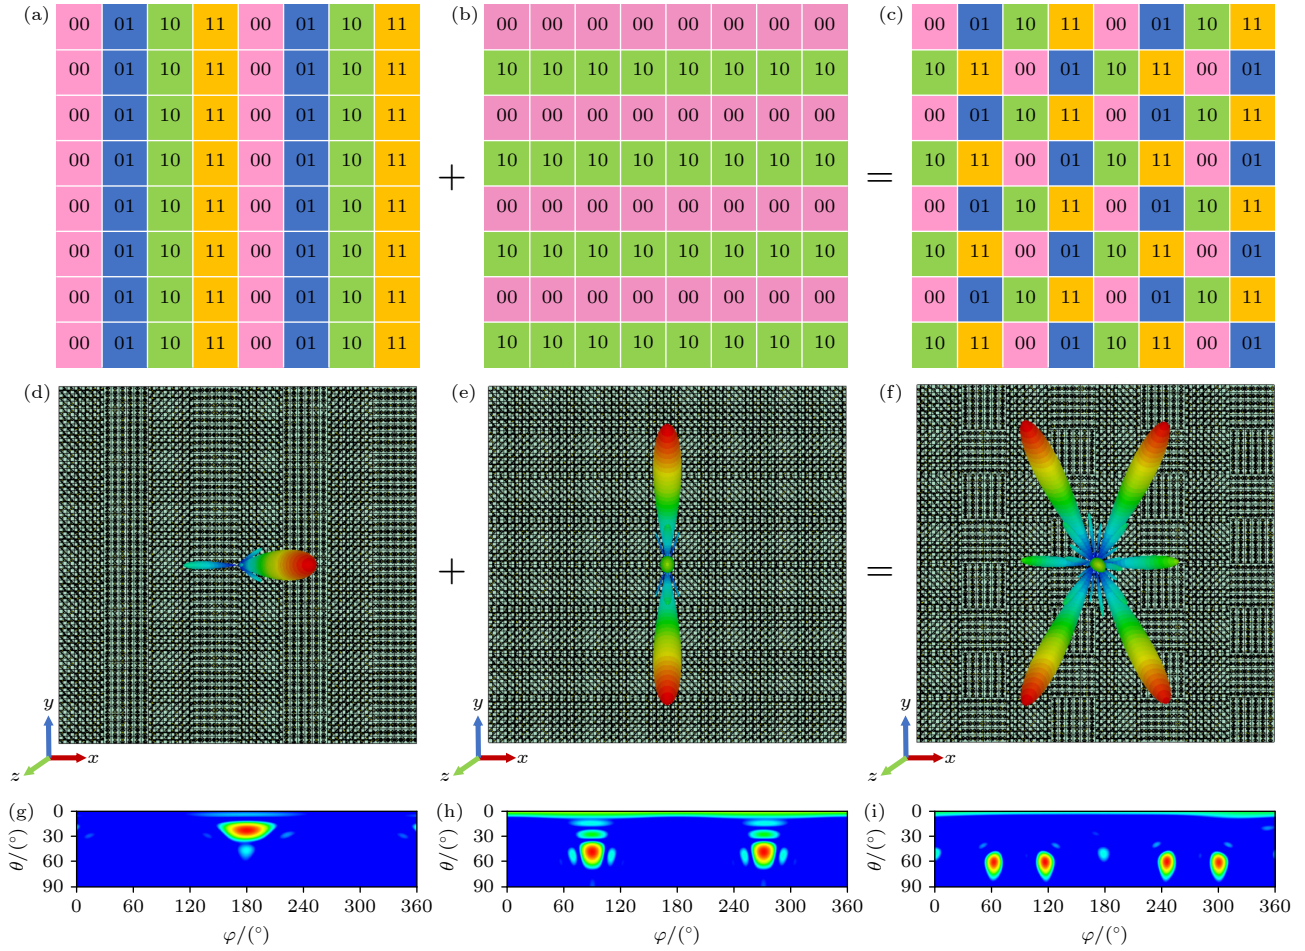 (a) 00 01 10 11 00 01 10 11 (b) 00 00 00 00 00 00 00 00 (c) 00 01 10 11 00 01 10 11
00 01 10 11 00 01 10 11 10 10 10 10 10 10 10 10 10 11 00 01 10 11 00 01
00 01 10 11 00 01 10 11 00 00 00 00 00 00 00 00 00 01 10 11 00 01 10 11
00 01 10 11 00 01 10 11 + 10 10 10 10 10 10 10 10 = 10 11 00 01 10 11 00 01
00 01 10 11 00 01 10 11 00 00 00 00 00 00 00 00 00 01 10 11 00 01 10 11
00 01 10 11 00 01 10 11 10 10 10 10 10 10 10 10 10 11 00 01 10 11 00 01
00 01 10 11 00 01 10 11 00 00 00 00 00 00 00 00 00 01 10 11 00 01 10 11
00 01 10 11 00 01 10 11 10 10 10 10 10 10 10 10 10 11 00 01 10 11 00 01
(d) (e) (f)
+ =
y y y
x x x
z z z
(g) 0 (h) 0 (i) 0
30 30 30
60 60 60
90 90 90
θ/(°) θ/(°) θ/(°)
0 60 120 180 240 300 360 0 60 120 180 240 300 360 0 60 120 180 240 300 360
φ/(°) φ/(°) φ/(°)